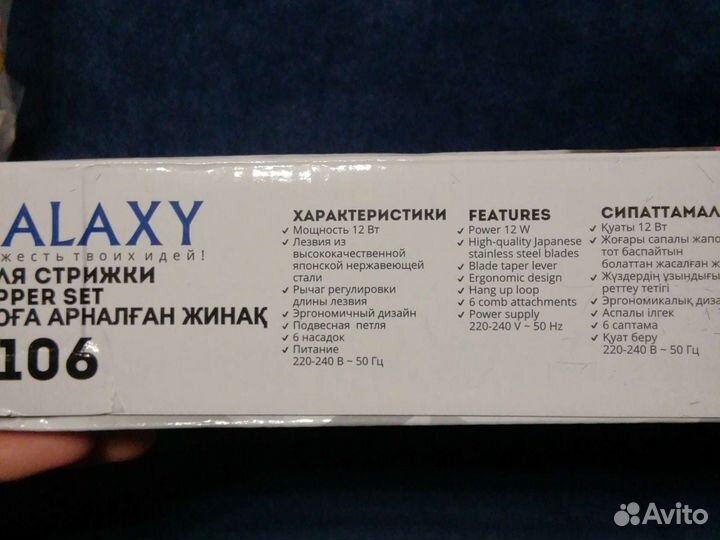 ALAXY
жесть твоих идей!
ЛЯ СТРИЖКИ
PPER SET
ОҒА АРНАЛҒАН ЖИНАҚ
106
ХАРАКТЕРИСТИКИ
✓ Мощность 12 Вт
✓ Лезвия из
высококачественной
японской нержавеющей
стали
✓ Рычаг регулировки
длины лезвия
✓ Эргономичный дизайн
✓ Подвесная петля
✓ 6 насадок
✓ Питание
220-240 В ~ 50 Гц
FEATURES
✓ Power 12 W
✓ High-quality Japanese
stainless steel blades
✓ Blade taper lever
✓ Ergonomic design
✓ Hang up loop
✓ 6 comb attachments
✓ Power supply
220-240 V ~ 50 Hz
СИПАТТАМАЛ
✓ Қуаты 12 Вт
✓ Жоғары сапалы жапо
тот баспайтын
болаттан жасалған ж
✓ Жүздердің ұзындығы
реттеу тетігі
✓ Эргономикалық диза
✓ Аспалы ілгек
✓ 6 саптама
✓ Қуат беру
220-240 В ~ 50 Гц
Avito